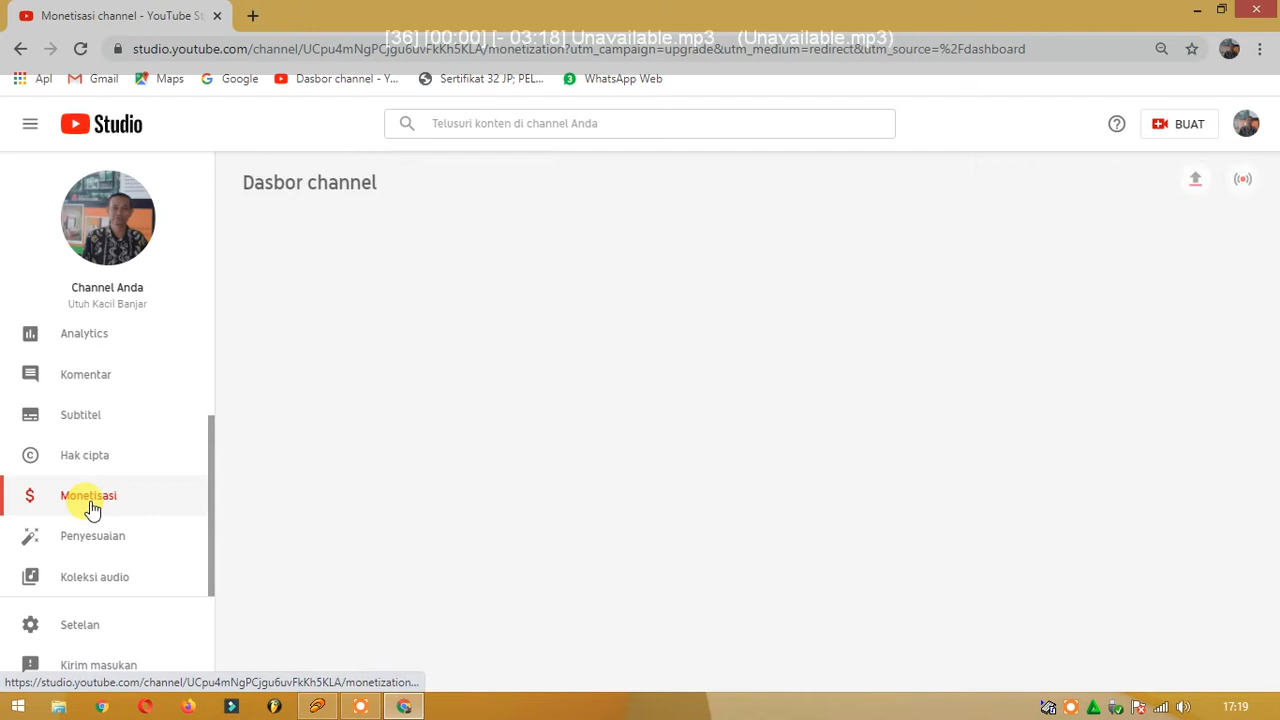 Monetisasi channel - YouTube St
[36] [00:00] [- 03:18] Unavailable.mp3 (Unavailable.mp3)
studio.youtube.com/channel/UCpu4mNgPCjgu6uvFkKh5KLA/monetization?utm_campaign=upgrade&utm_medium=redirect&utm_source=%2Fdashboard
Apl Gmail Maps Google Dasbor channel - Y... Sertifikat 32 JP; PEL... 3 WhatsApp Web
Studio
Telusuri konten di channel Anda
BUAT
Dasbor channel
Channel Anda
Utuh Kacil Banjar
Analytics
Komentar
Subtitel
Hak cipta
Monetisasi
Penyesuaian
Koleksi audio
Setelan
Kirim masukan
https://studio.youtube.com/channel/UCpu4mNgPCjgu6uvFkKh5KLA/monetization...
17:19